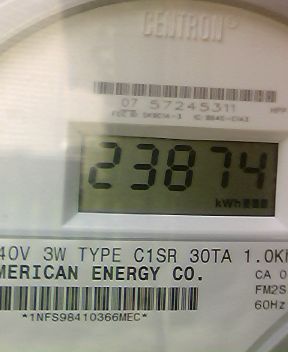 CENTRON®
07 57245311
23874
kWh
40V 3W TYPE C1SR 30TA 1.0K
MERICAN ENERGY CO.
CA 0
FM2S
60Hz
*1NFS98410366MEC*